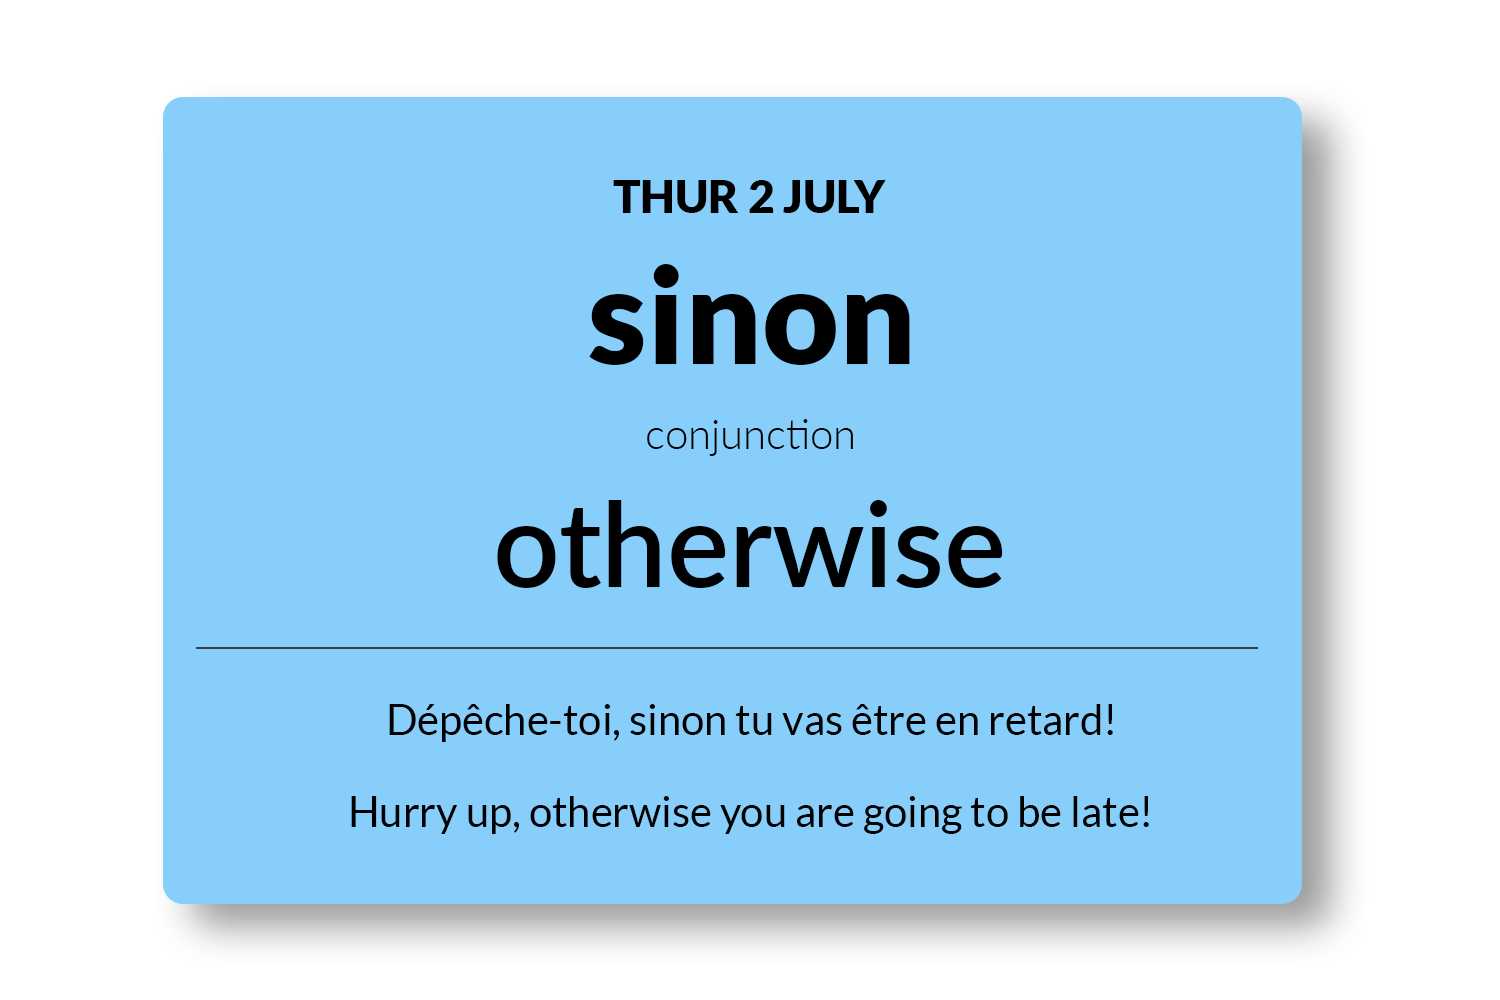 THUR 2 JULY
sinon
conjunction
otherwise
Dépêche-toi, sinon tu vas être en retard!
Hurry up, otherwise you are going to be late!